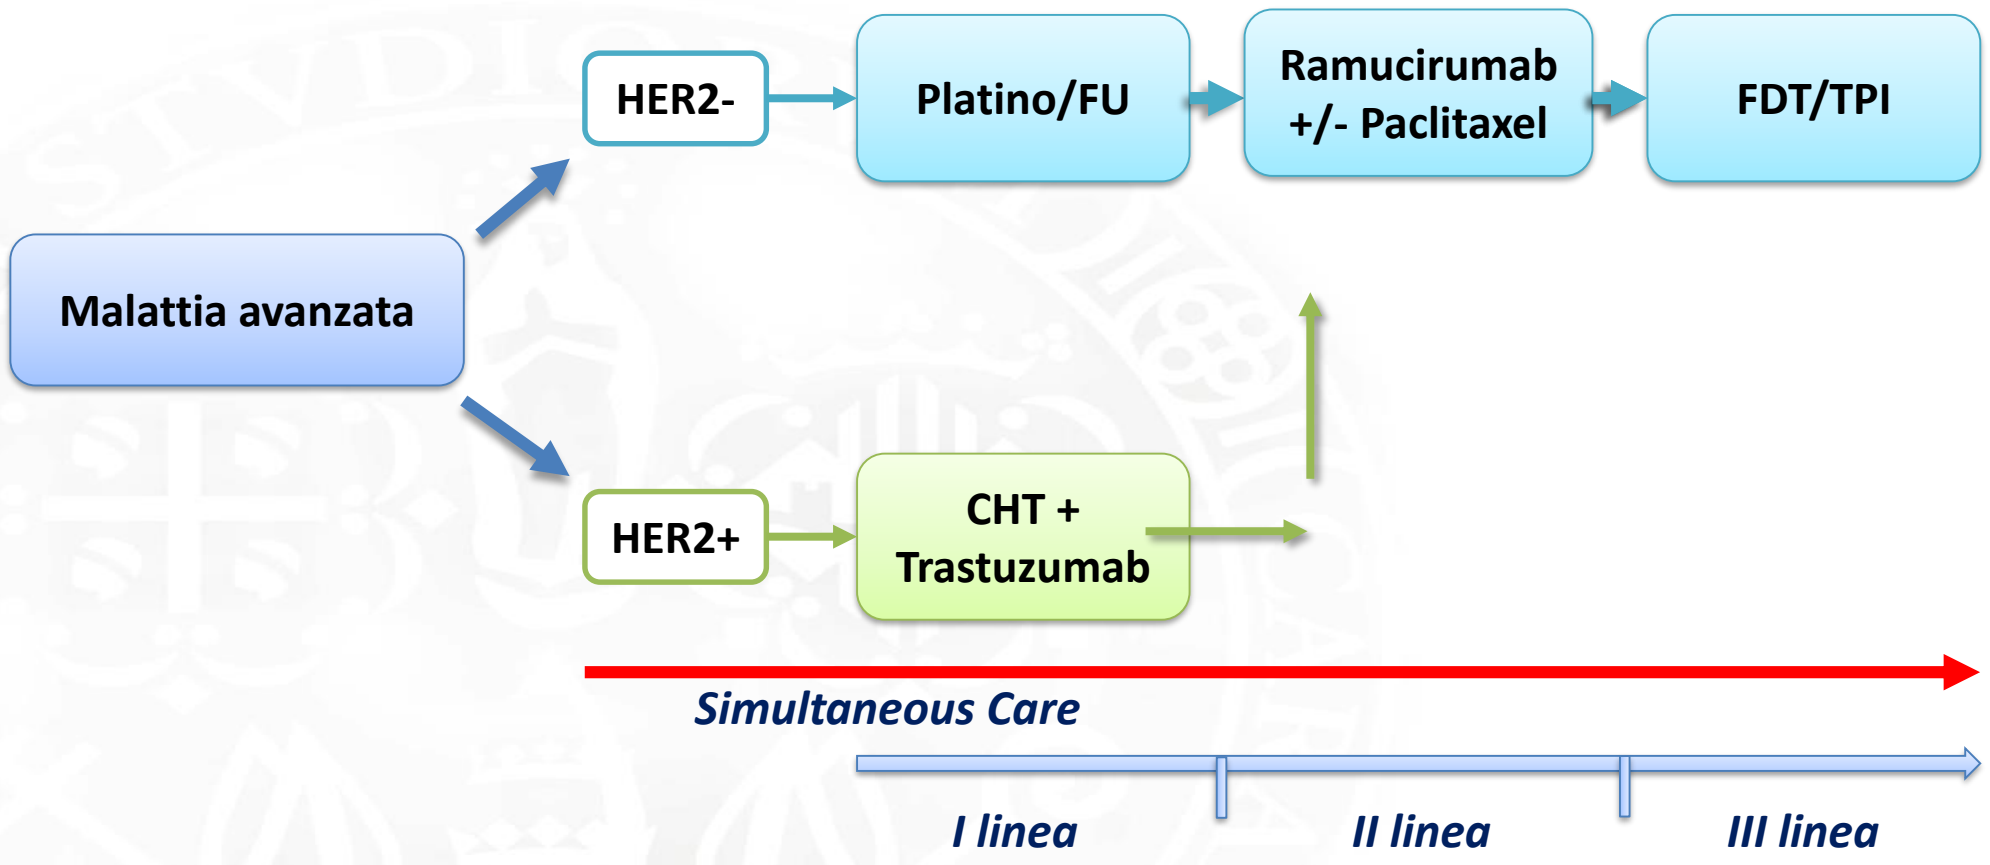 HER2-
Platino/FU
Ramucirumab
+/- Paclitaxel
FDT/TPI
Malattia avanzata
HER2+
CHT +
Trastuzumab
Simultaneous Care
I linea
II linea
III linea